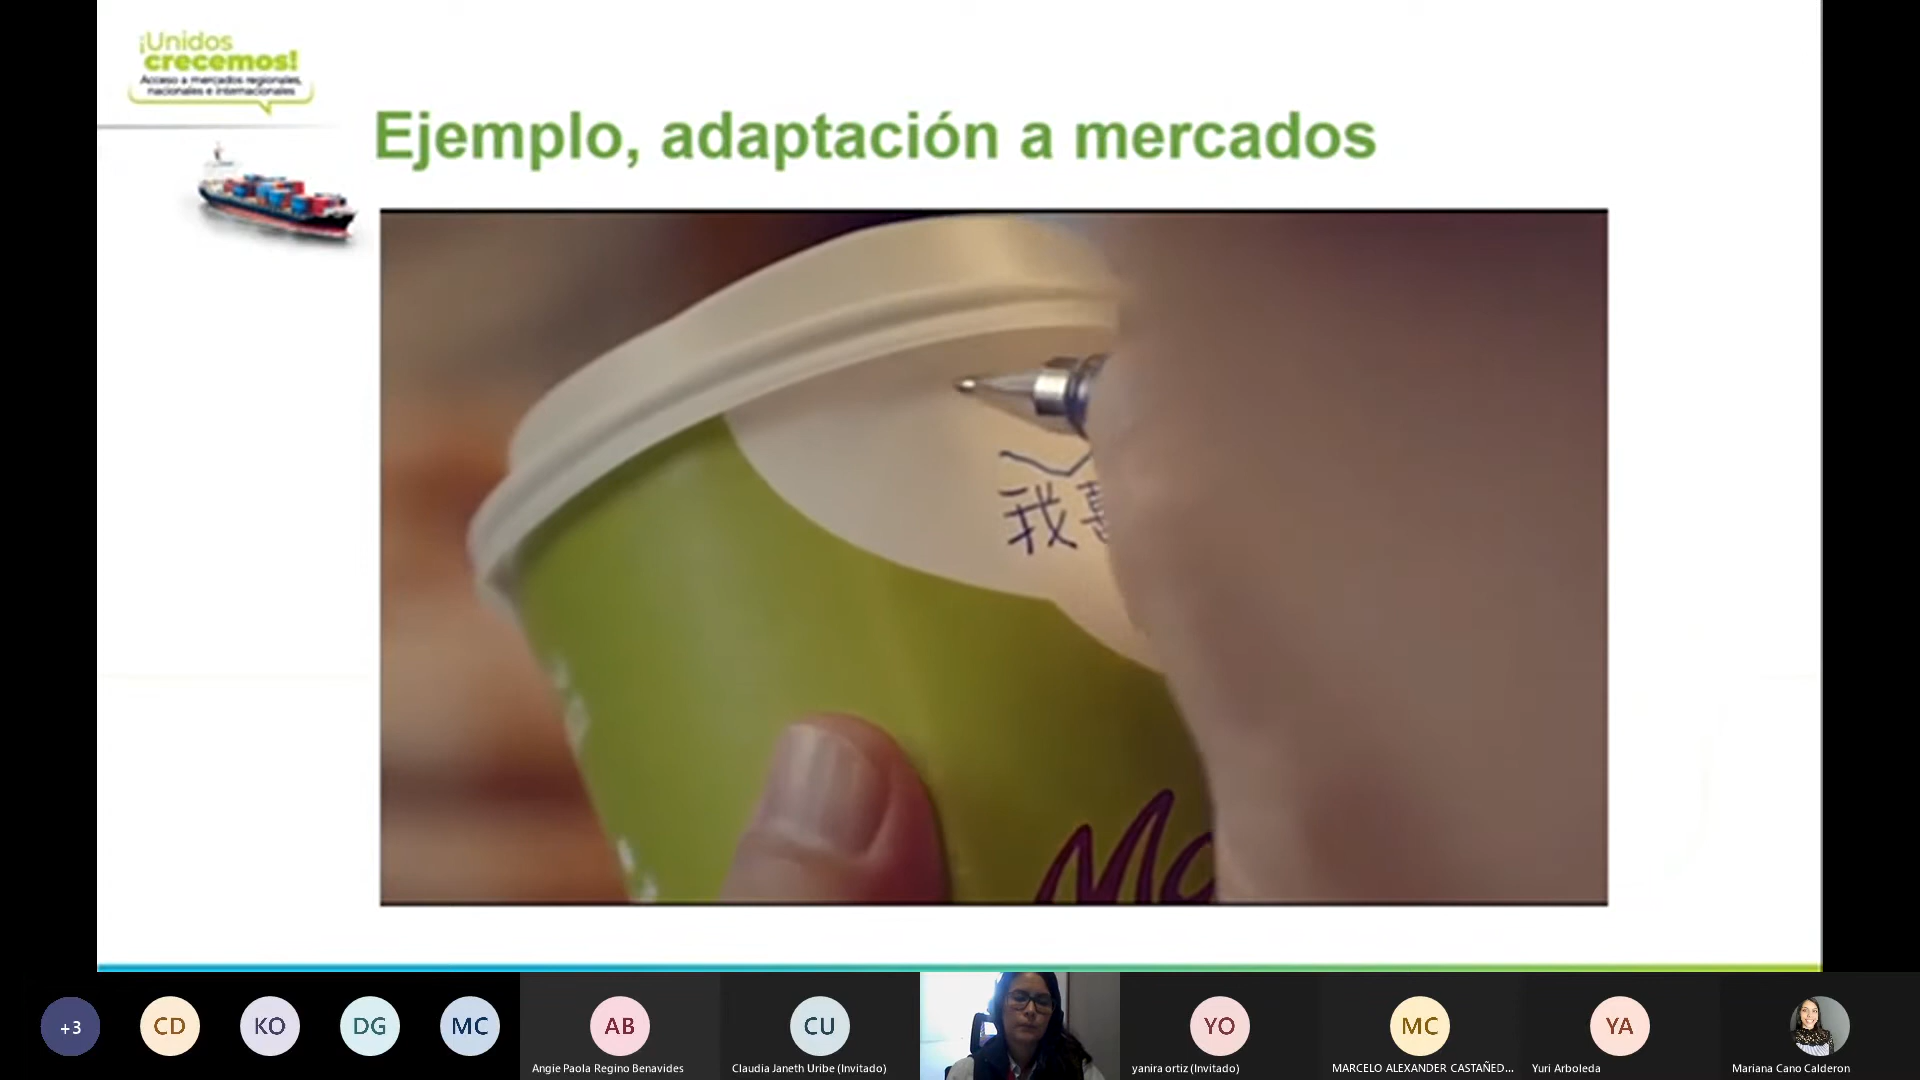 ¡Unidos
crecemos!
Acceso a mercados regionales,
nacionales e internacionales
Ejemplo, adaptación a mercados
我喜
Mc
+3
CD
KO
DG
MC
AB
CU
YO
MC
YA
Angie Paola Regino Benavides
Claudia Janeth Uribe (Invitado)
yanira ortiz (Invitado)
MARCELO ALEXANDER CASTAÑED...
Yuri Arboleda
Mariana Cano Calderon